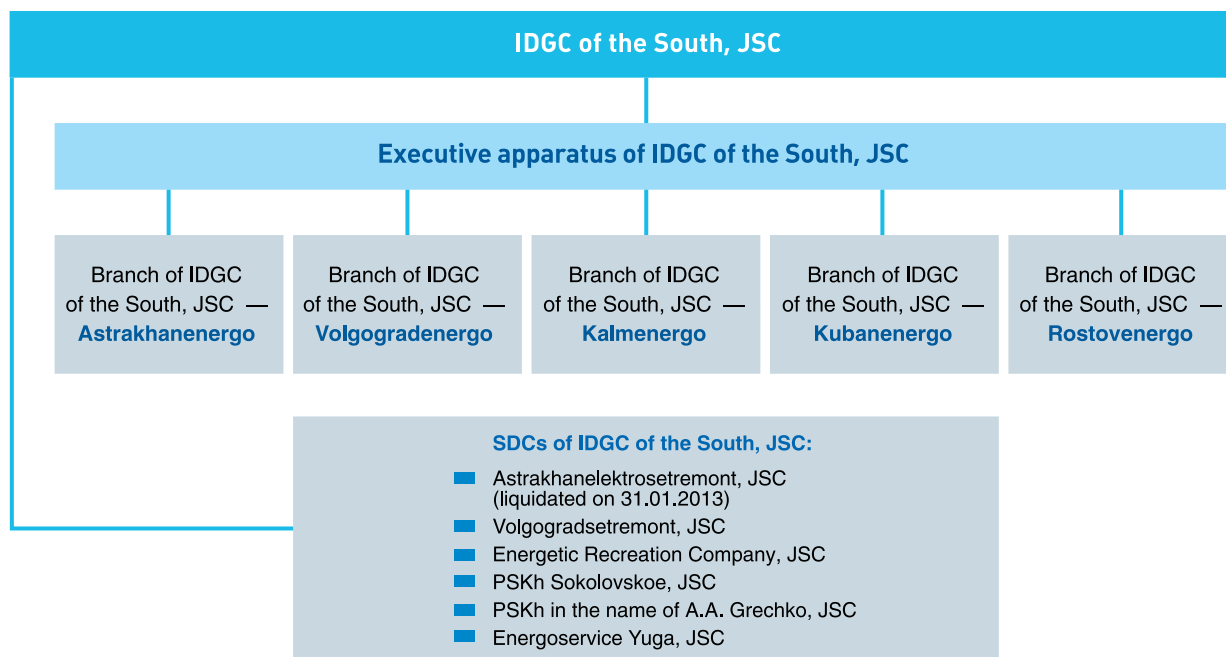 IDGC of the South, JSC
Executive apparatus of IDGC of the South, JSC
Branch of IDGC
of the South, JSC —
Astrakhanenergo
Branch of IDGC
of the South, JSC —
Volgogradenergo
Branch of IDGC
of the South, JSC —
Kalmenergo
Branch of IDGC
of the South, JSC —
Kubanenergo
Branch of IDGC
of the South, JSC —
Rostovenergo
SDCs of IDGC of the South, JSC:
Astrakhanelektrosetremont, JSC
(liquidated on 31.01.2013)
Volgogradsetremont, JSC
Energetic Recreation Company, JSC
PSKh Sokolovskoe, JSC
PSKh in the name of A.A. Grechko, JSC
Energoservice Yuga, JSC